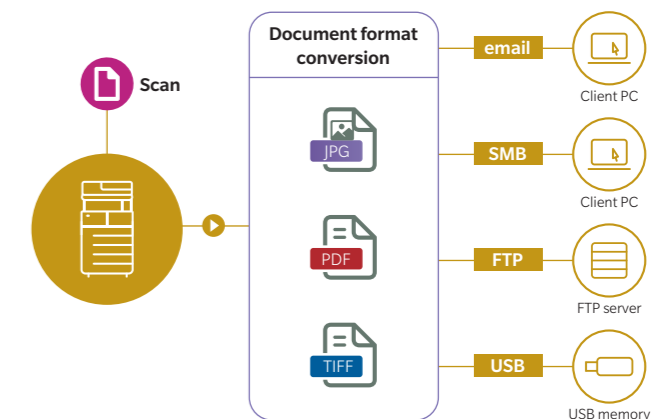 Scan
Document format
conversion
JPG
PDF
TIFF
email
Client PC
SMB
Client PC
FTP
FTP server
USB
USB memory